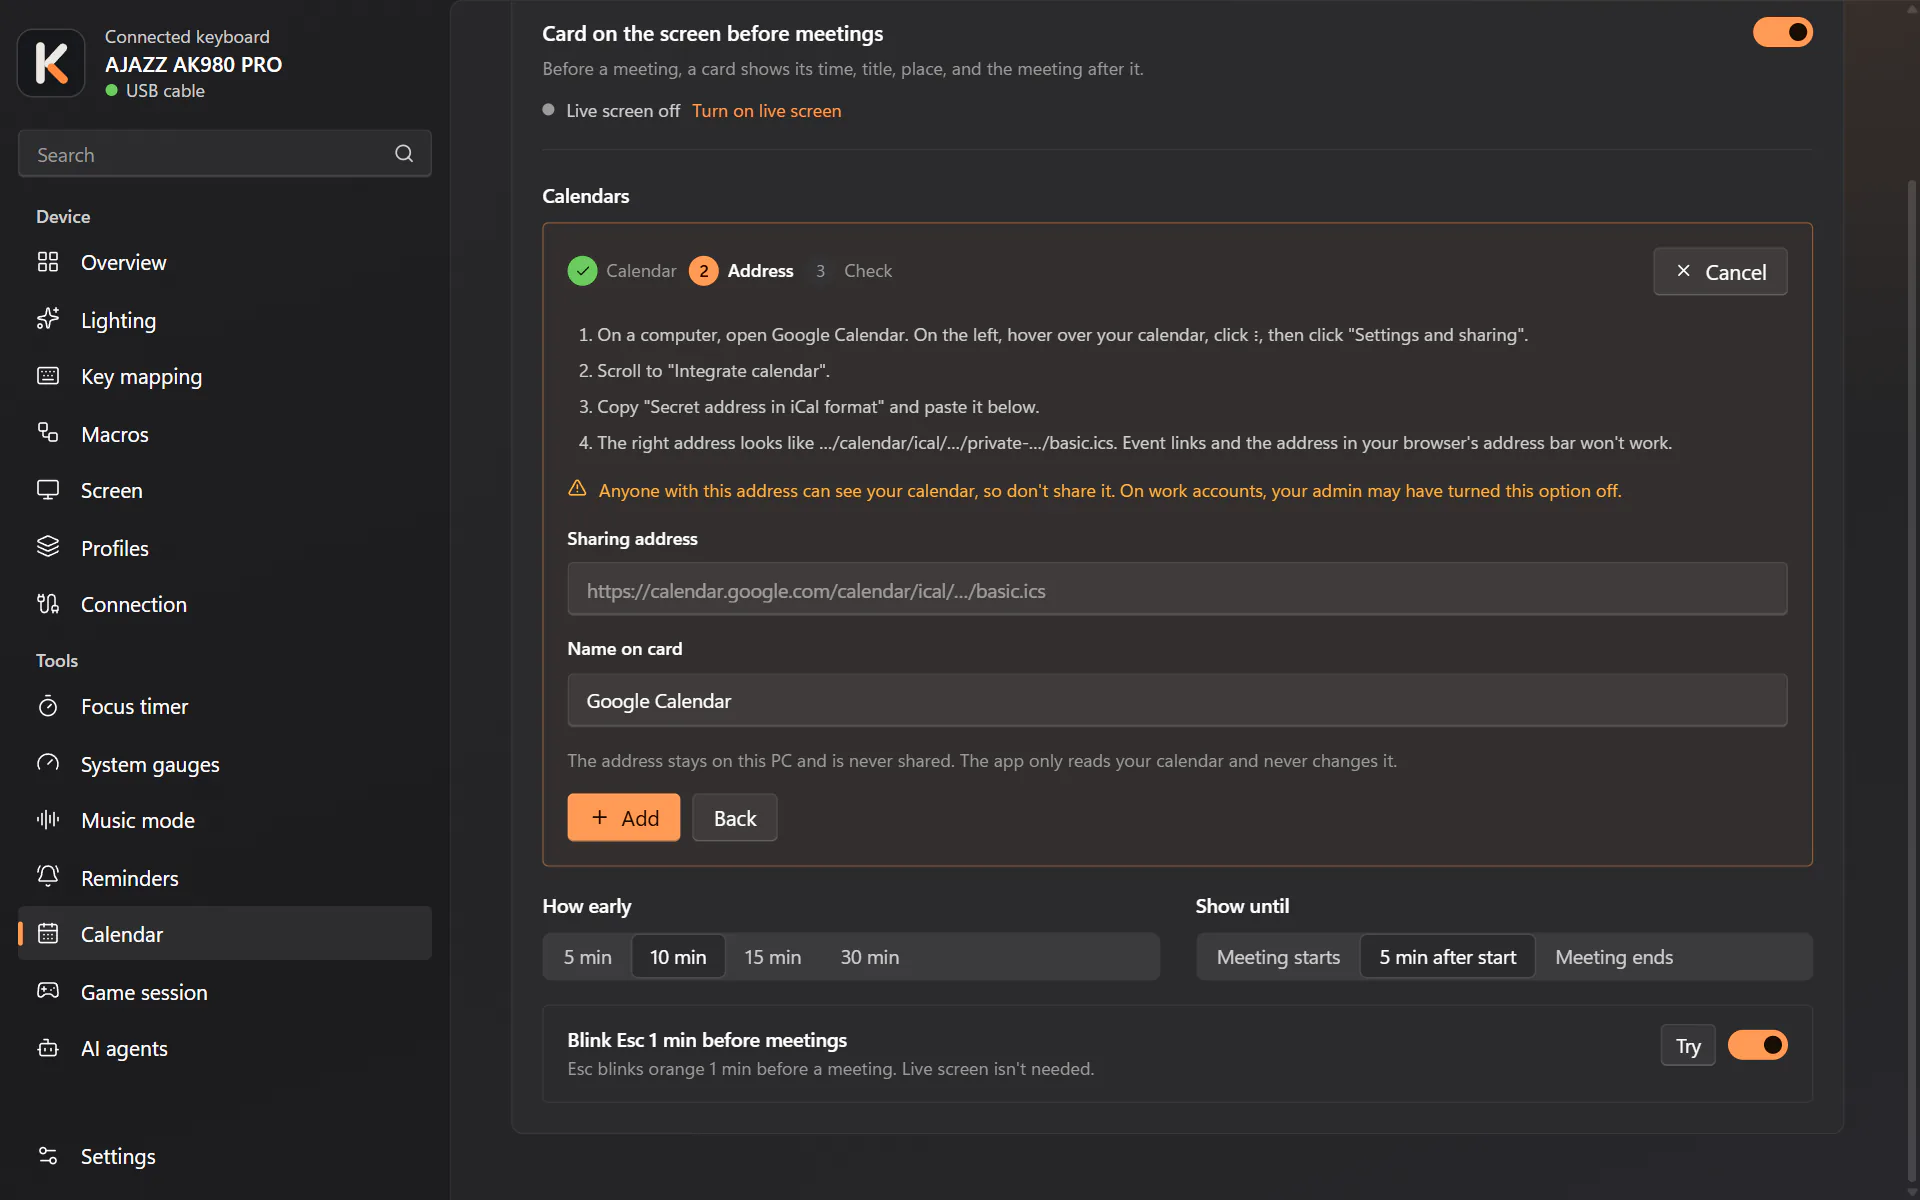 Connected keyboard
AJAZZ AK980 PRO
USB cable
Search
Device
Overview
Lighting
Key mapping
Macros
Screen
Profiles
Connection
Tools
Focus timer
System gauges
Music mode
Reminders
Calendar
Game session
AI agents
Settings
Card on the screen before meetings
Before a meeting, a card shows its time, title, place, and the meeting after it.
Live screen off Turn on live screen
Calendars
Calendar 2 Address 3 Check
Cancel
1. On a computer, open Google Calendar. On the left, hover over your calendar, click ⋮, then click "Settings and sharing".
2. Scroll to "Integrate calendar".
3. Copy "Secret address in iCal format" and paste it below.
4. The right address looks like .../calendar/ical/.../private-.../basic.ics. Event links and the address in your browser's address bar won't work.
Anyone with this address can see your calendar, so don't share it. On work accounts, your admin may have turned this option off.
Sharing address
https://calendar.google.com/calendar/ical/.../basic.ics
Name on card
Google Calendar
The address stays on this PC and is never shared. The app only reads your calendar and never changes it.
+ Add Back
How early
5 min 10 min 15 min 30 min
Show until
Meeting starts 5 min after start Meeting ends
Blink Esc 1 min before meetings
Esc blinks orange 1 min before a meeting. Live screen isn't needed.
Try